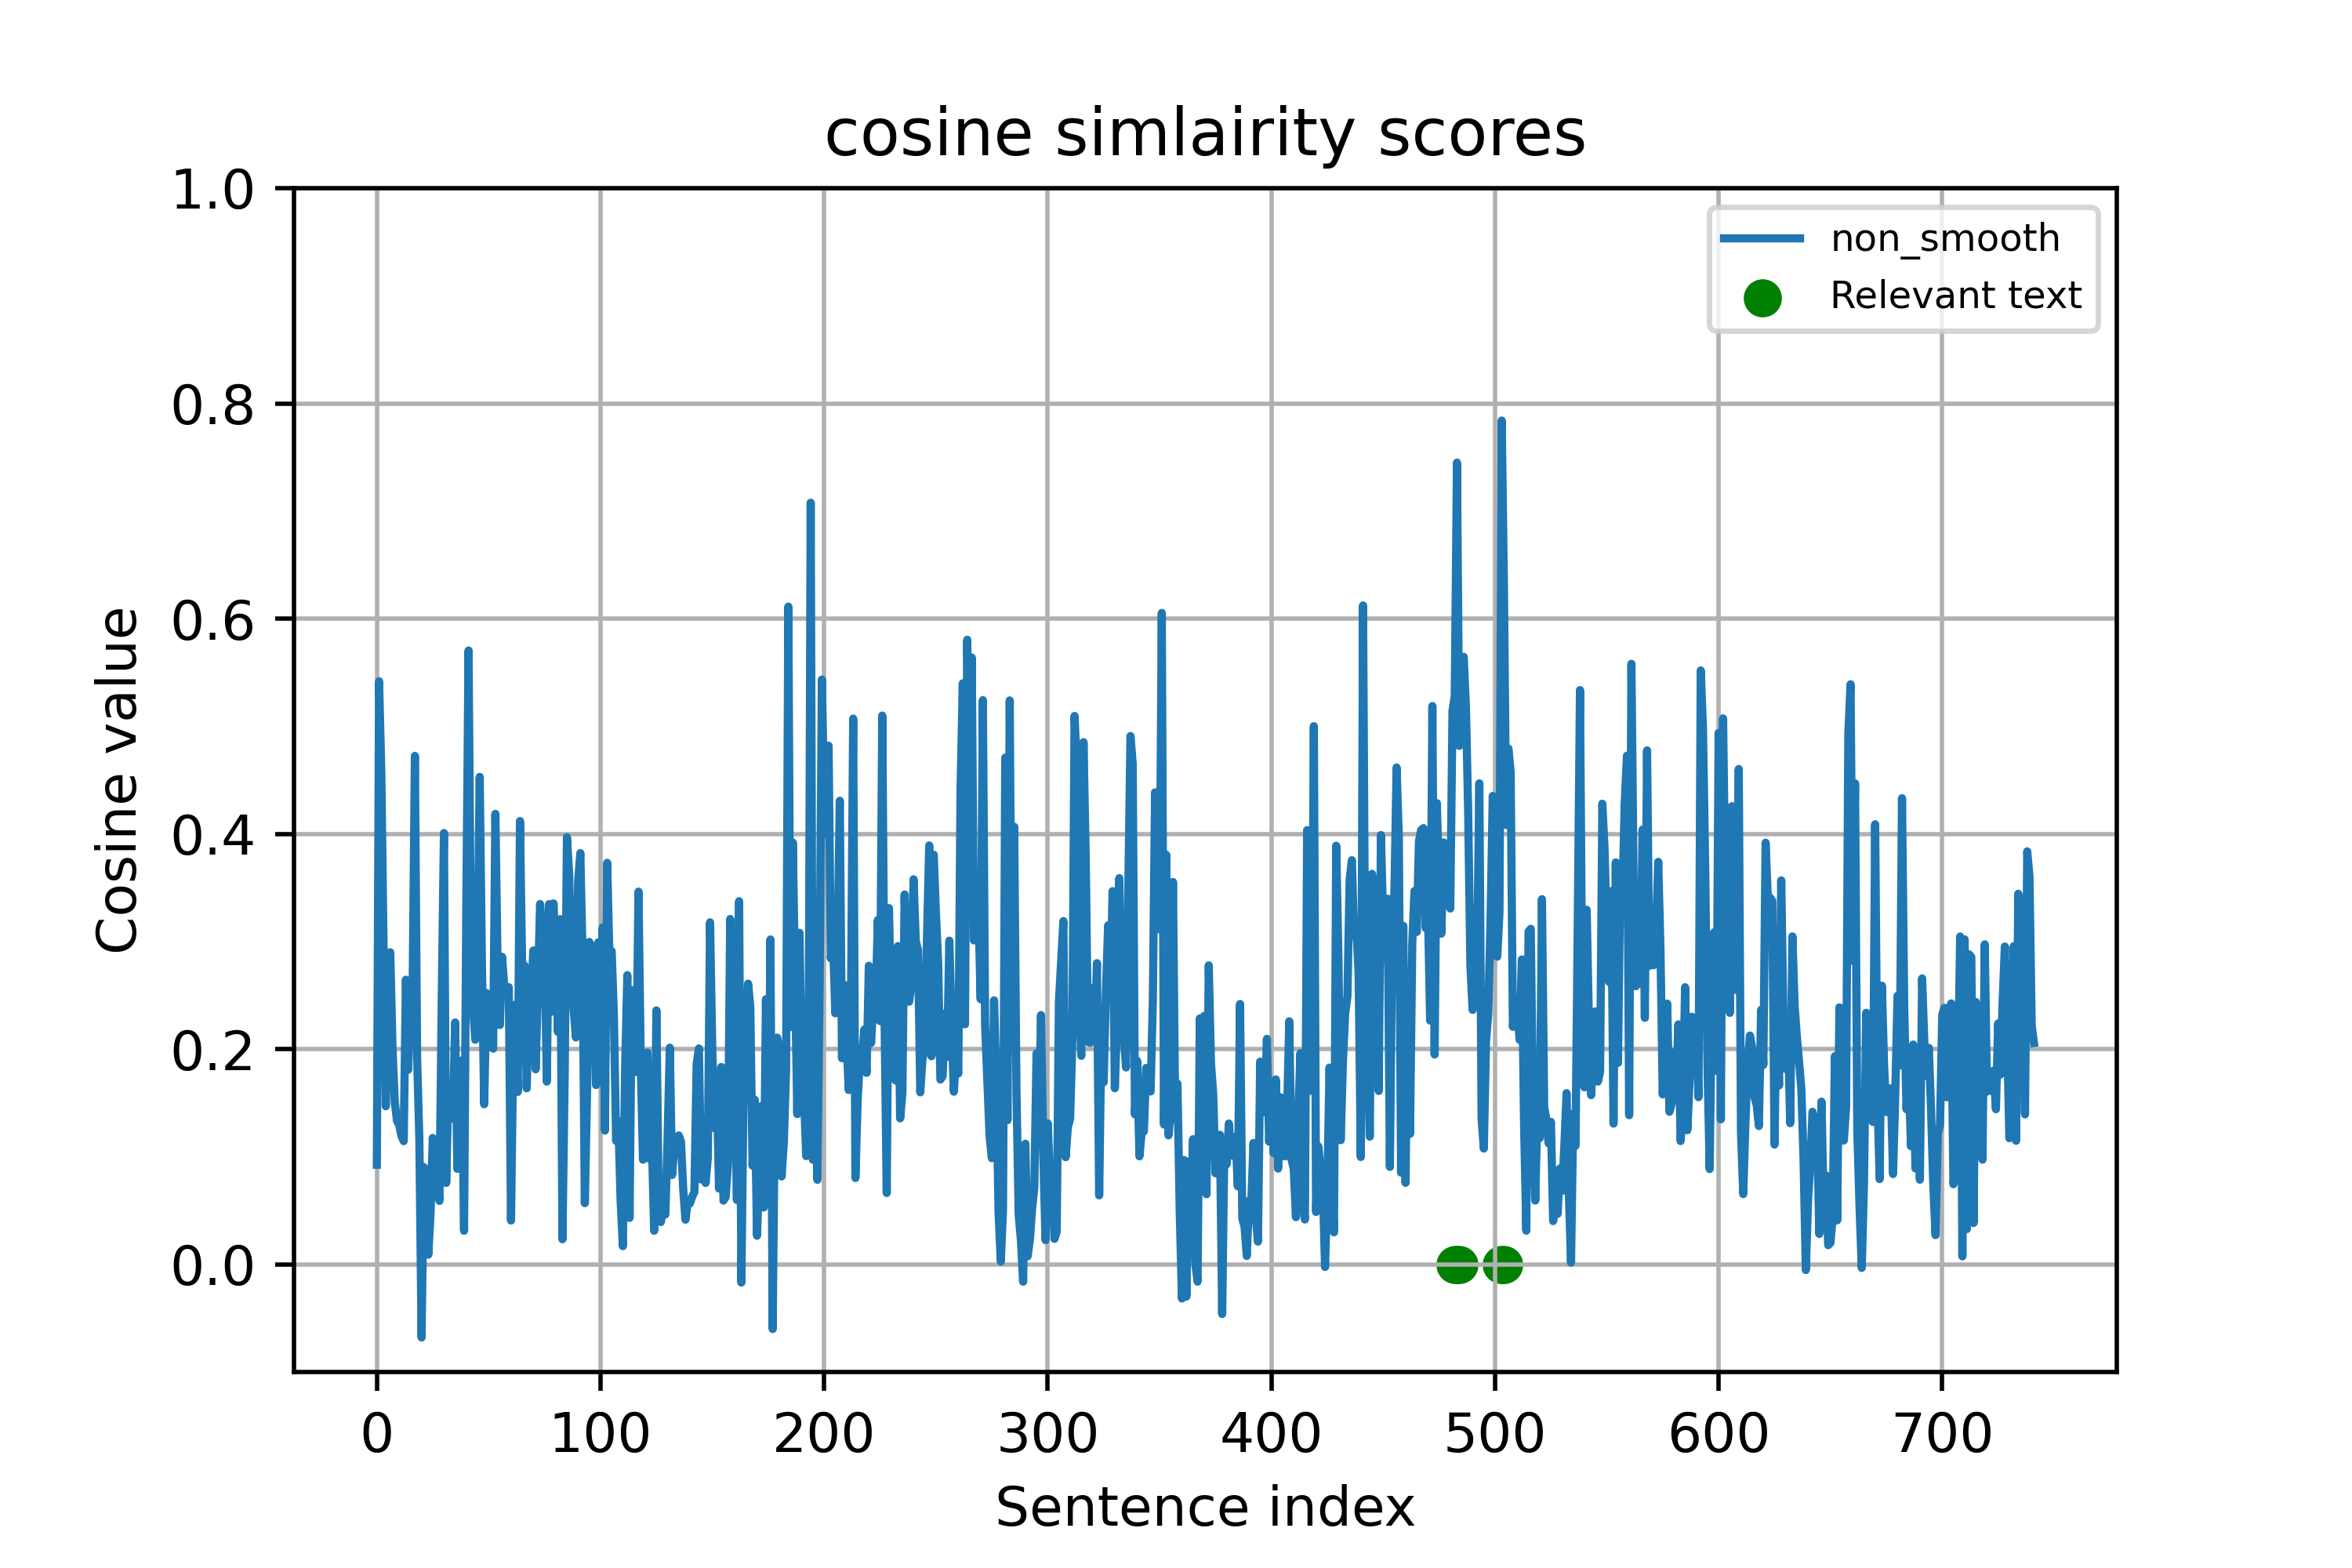 cosine simlairity scores
1.0
0.8
0.6
0.4
0.2
0.0
Cosine value
non_smooth
Relevant text
0 100 200 300 400 500 600 700
Sentence index